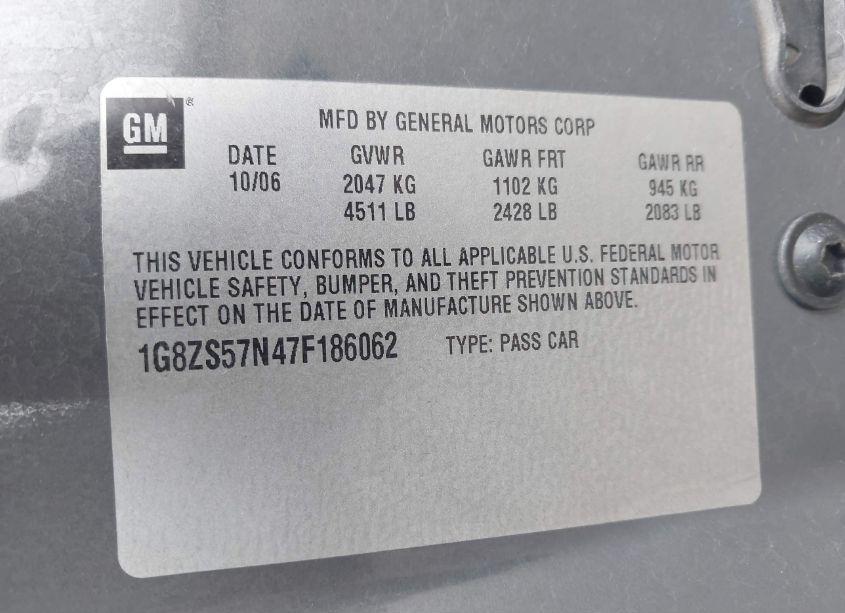 GM ®
MFD BY GENERAL MOTORS CORP
DATE GVWR GAWR FRT GAWR RR
10/06 2047 KG 1102 KG 945 KG
4511 LB 2428 LB 2083 LB
THIS VEHICLE CONFORMS TO ALL APPLICABLE U.S. FEDERAL MOTOR
VEHICLE SAFETY, BUMPER, AND THEFT PREVENTION STANDARDS IN
EFFECT ON THE DATE OF MANUFACTURE SHOWN ABOVE.
1G8ZS57N47F186062 TYPE: PASS CAR